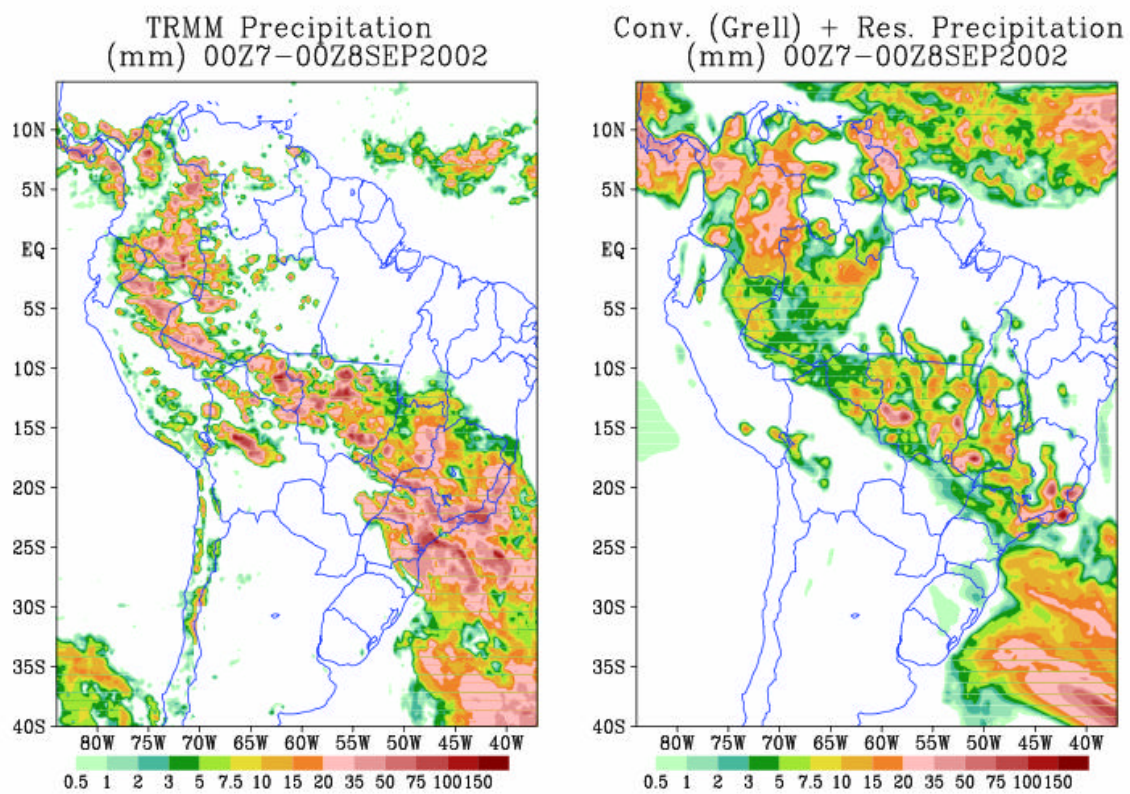 TRMM Precipitation
(mm) 00Z7-00Z8SEP2002
10N
5N
EQ
5S
10S
15S
20S
25S
30S
35S
40S
80W 75W 70W 65W 60W 55W 50W 45W 40W
0.5 1 2 3 5 7.5 10 15 20 35 50 75 100 150
Conv. (Grell) + Res. Precipitation
(mm) 00Z7-00Z8SEP2002
10N
5N
EQ
5S
10S
15S
20S
25S
30S
35S
40S
80W 75W 70W 65W 60W 55W 50W 45W 40W
0.5 1 2 3 5 7.5 10 15 20 35 50 75 100 150